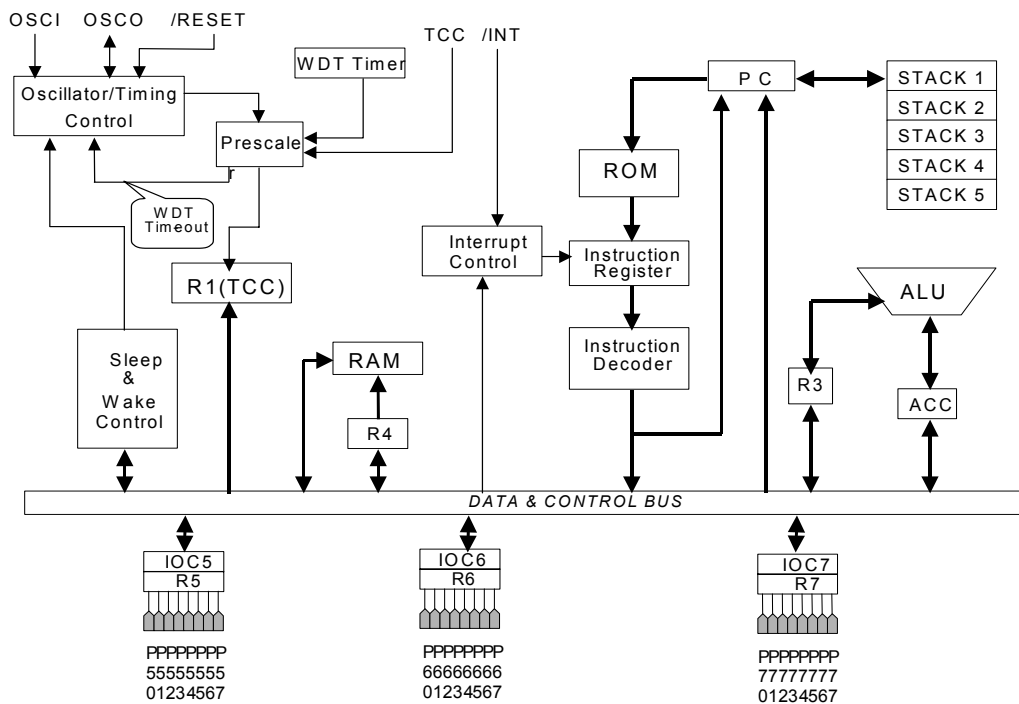 OSCI OSCO /RESET
TCC /INT
WDT Timer
PC
STACK 1
STACK 2
STACK 3
STACK 4
STACK 5
Oscillator/Timing
Control
Prescale
r
ROM
WDT
Timeout
Interrupt
Control
Instruction
Register
R1(TCC)
ALU
Sleep
&
Wake
Control
RAM
Instruction
Decoder
R3
ACC
R4
DATA & CONTROL BUS
IOC5
R5
PPPPPPPP
55555555
01234567
IOC6
R6
PPPPPPPP
66666666
01234567
IOC7
R7
PPPPPPPP
77777777
01234567